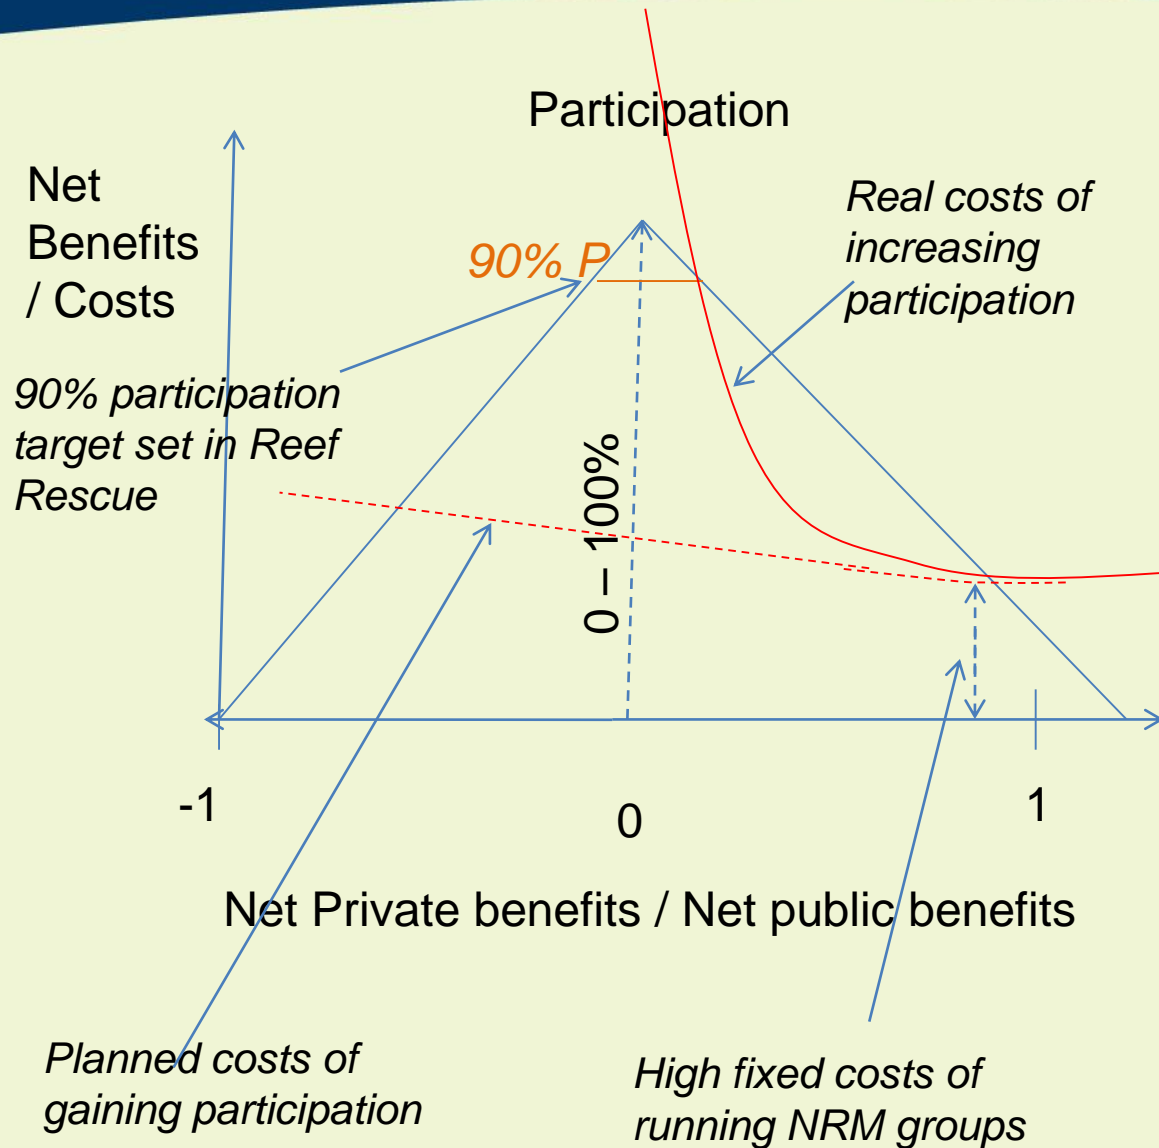 Participation
Net
Benefits
/ Costs
Real costs of
increasing
participation
90% P
90% participation
target set in Reef
Rescue
0 – 100%
-1
0
1
Net Private benefits / Net public benefits
Planned costs of
gaining participation
High fixed costs of
running NRM groups